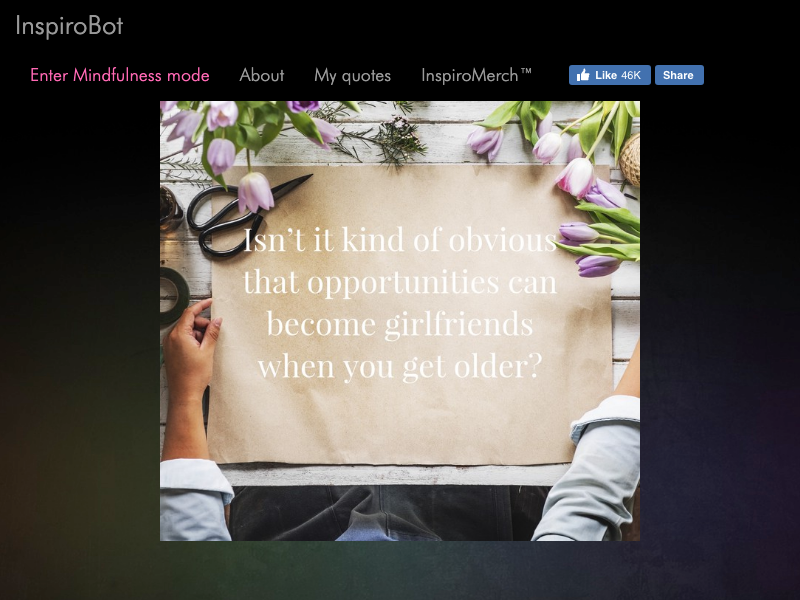 InspiroBot
Enter Mindfulness mode About My quotes InspiroMerch™ Like 46K Share
Isn't it kind of obvious
that opportunities can
become girlfriends
when you get older?